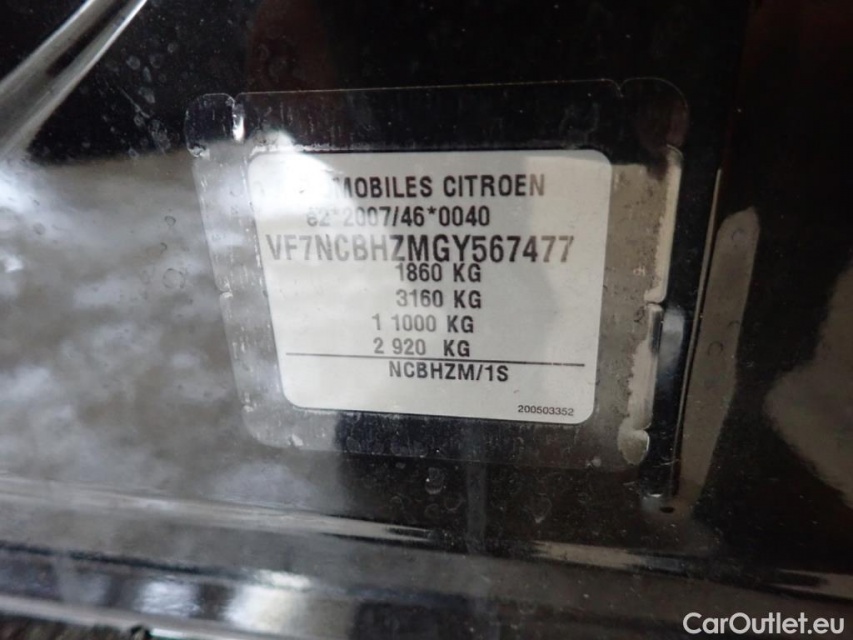 MOBILES CITROEN
e2*2007/46*0040
VF7NCBHZMGY567477
1860 KG
3160 KG
1 1000 KG
2 920 KG
NCBHZM/1S
200503352
CarOutlet.eu